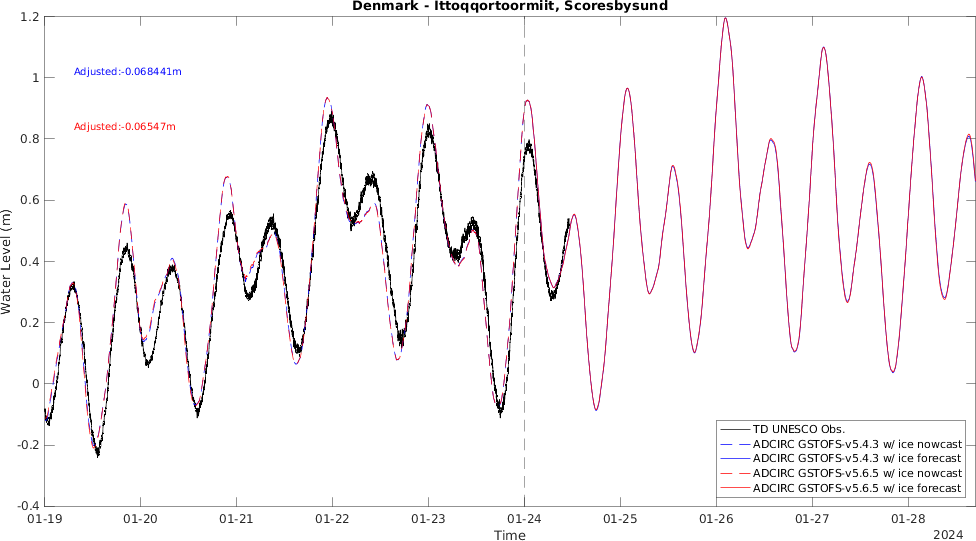 Denmark - Ittoqqortoormiit, Scoresbysund
1.2
1
0.8
0.6
0.4
0.2
0
-0.2
-0.4
Water Level (m)
Adjusted:-0.068441m
Adjusted:-0.06547m
TD UNESCO Obs.
ADCIRC GSTOFS-v5.4.3 w/ ice nowcast
ADCIRC GSTOFS-v5.4.3 w/ ice forecast
ADCIRC GSTOFS-v5.6.5 w/ ice nowcast
ADCIRC GSTOFS-v5.6.5 w/ ice forecast
01-19 01-20 01-21 01-22 01-23 01-24 01-25 01-26 01-27 01-28
Time
2024